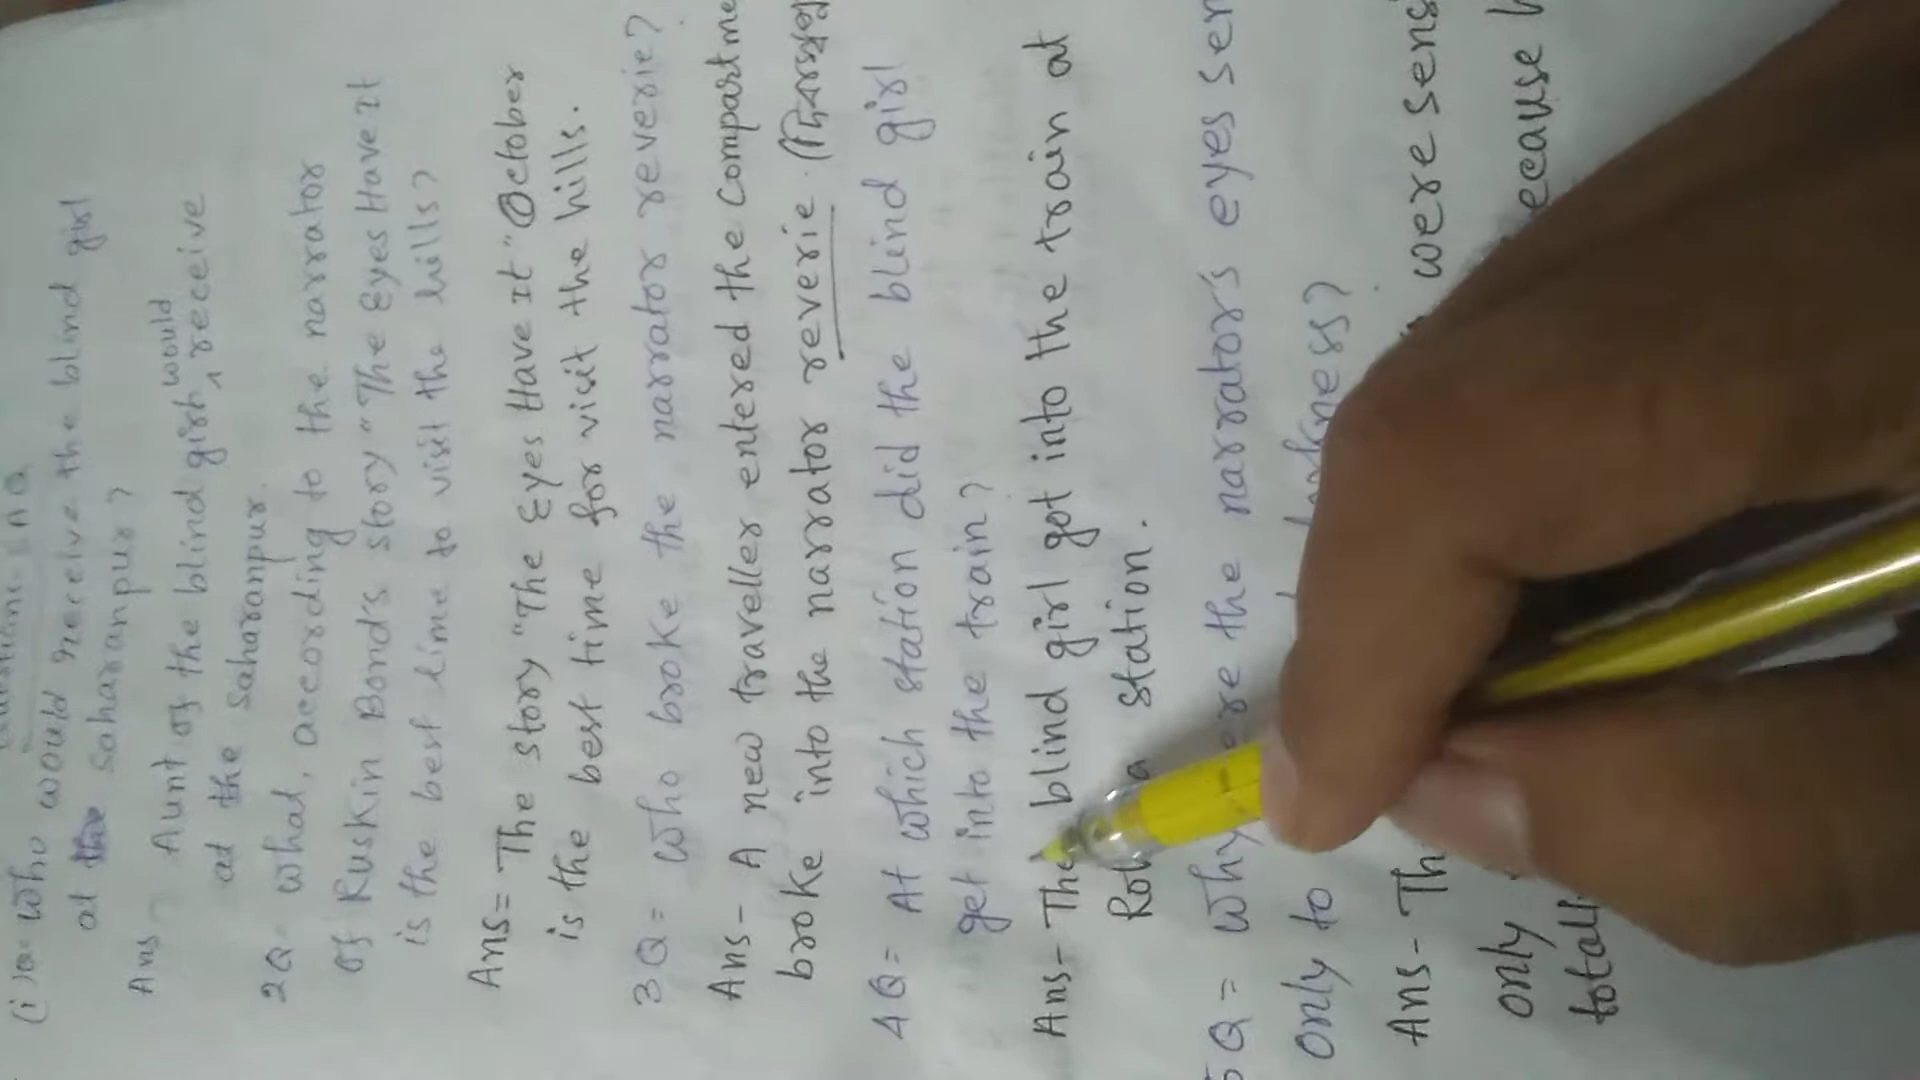 (i) Q= Who would receive the blind girl
at the saharanpur?
Ans Aunt of the blind girl would receive
at the saharanpur.
2Q- what, according to the narrator
of Ruskin Bond's story "The Eyes Have It
is the best time to visit the hills?
Ans= The story "The Eyes Have It" October
is the best time for visit the hills.
3Q= Who broke the narrator reverie?
Ans- A new traveller entered the compartme
broke into the narrator reverie.
4Q= At which station did the blind girl
get into the train?
Ans- The blind girl got into the train at
station.
5Q= Why the narrator's eyes sen
only to
Ans- were sensi
only ecause